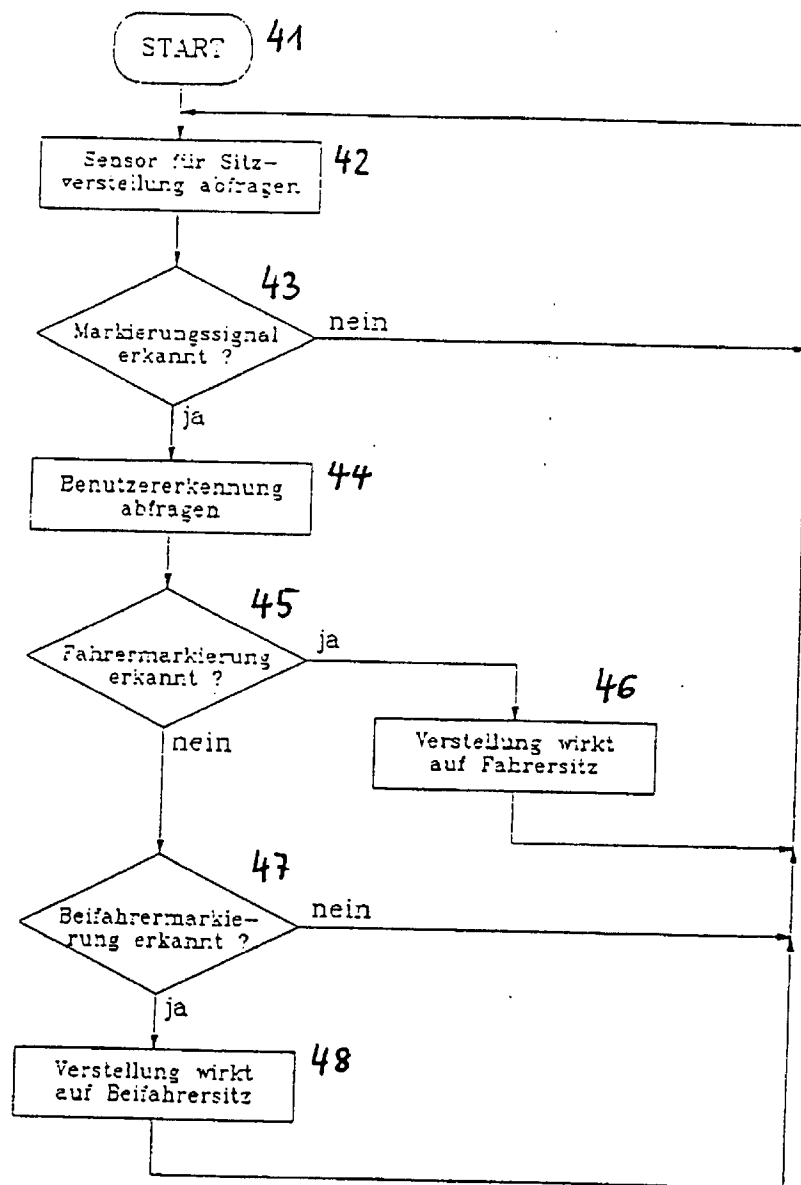 START
41
Sensor für Sitz-
verstellung abfragen
42
43
Markierungssignal
erkannt ?
nein
ja
Benutzererkennung
abfragen
44
45
Fahrermarkierung
erkannt ?
ja
nein
46
Verstellung wirkt
auf Fahrersitz
47
Beifahrermarkie-
rung erkannt ?
nein
ja
Verstellung wirkt
auf Beifahrersitz
48